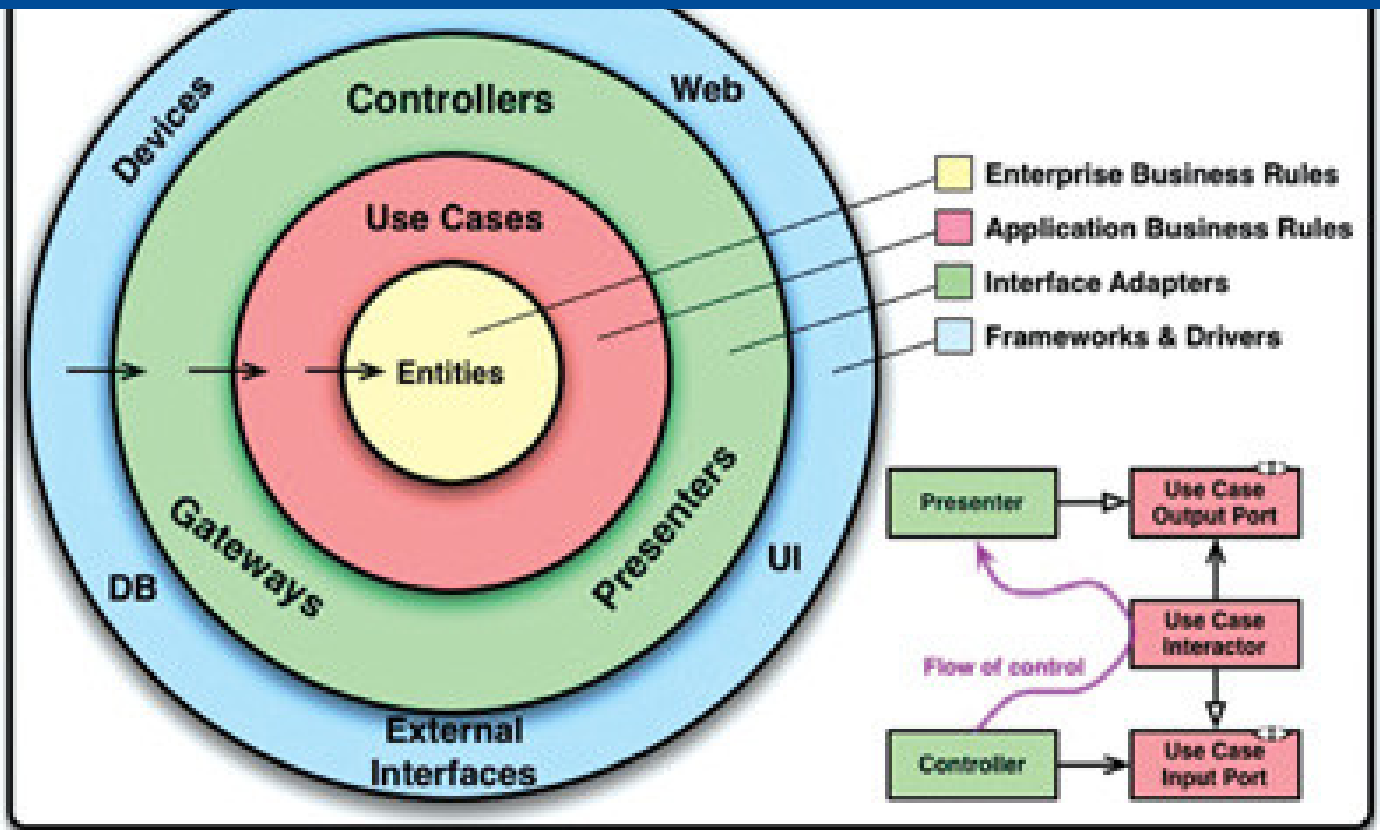 Devices
Controllers
Web
Use Cases
Entities
Gateways
Presenters
DB
UI
External
Interfaces
Enterprise Business Rules
Application Business Rules
Interface Adapters
Frameworks & Drivers
Presenter
Use Case
Output Port
Use Case
Interactor
Flow of control
Controller
Use Case
Input Port